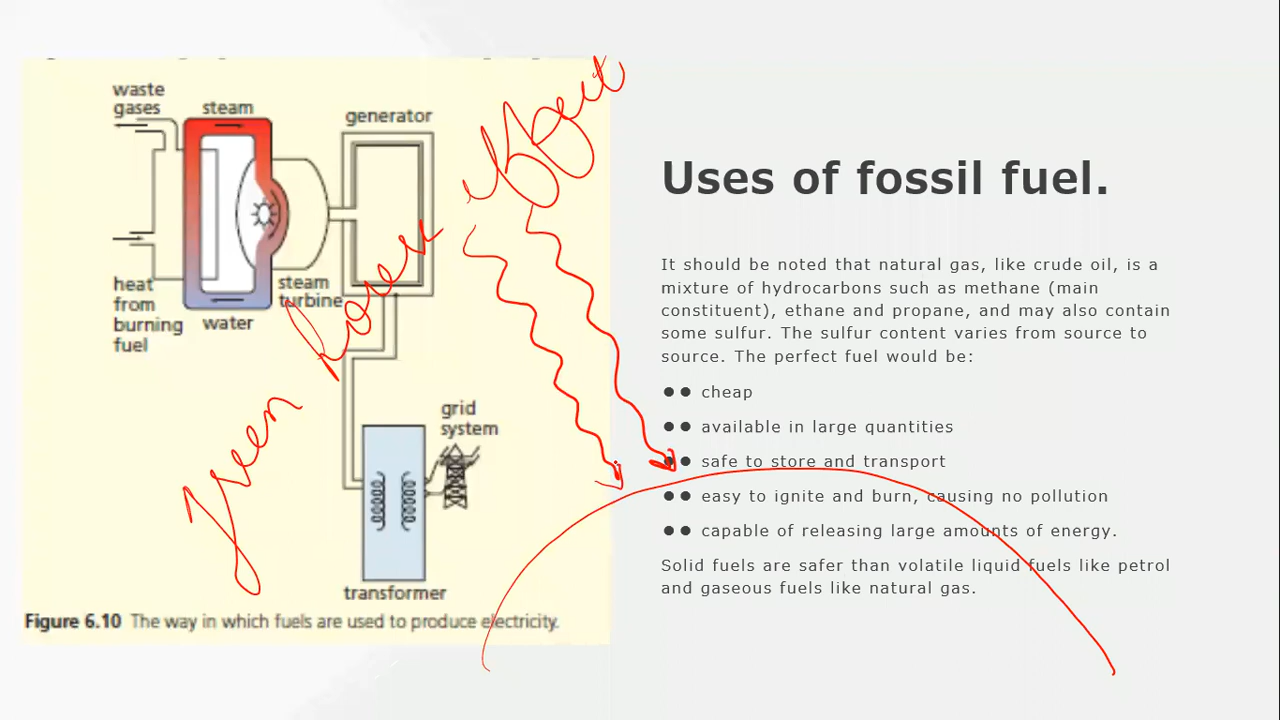 waste
gases
steam
generator
heat
from
burning
fuel
water
steam
turbine
grid
system
transformer
Figure 6.10 The way in which fuels are used to produce electricity.
Green house effect
Uses of fossil fuel.
It should be noted that natural gas, like crude oil, is a
mixture of hydrocarbons such as methane (main
constituent), ethane and propane, and may also contain
some sulfur. The sulfur content varies from source to
source. The perfect fuel would be:
●● cheap
●● available in large quantities
●● safe to store and transport
●● easy to ignite and burn, causing no pollution
●● capable of releasing large amounts of energy.
Solid fuels are safer than volatile liquid fuels like petrol
and gaseous fuels like natural gas.